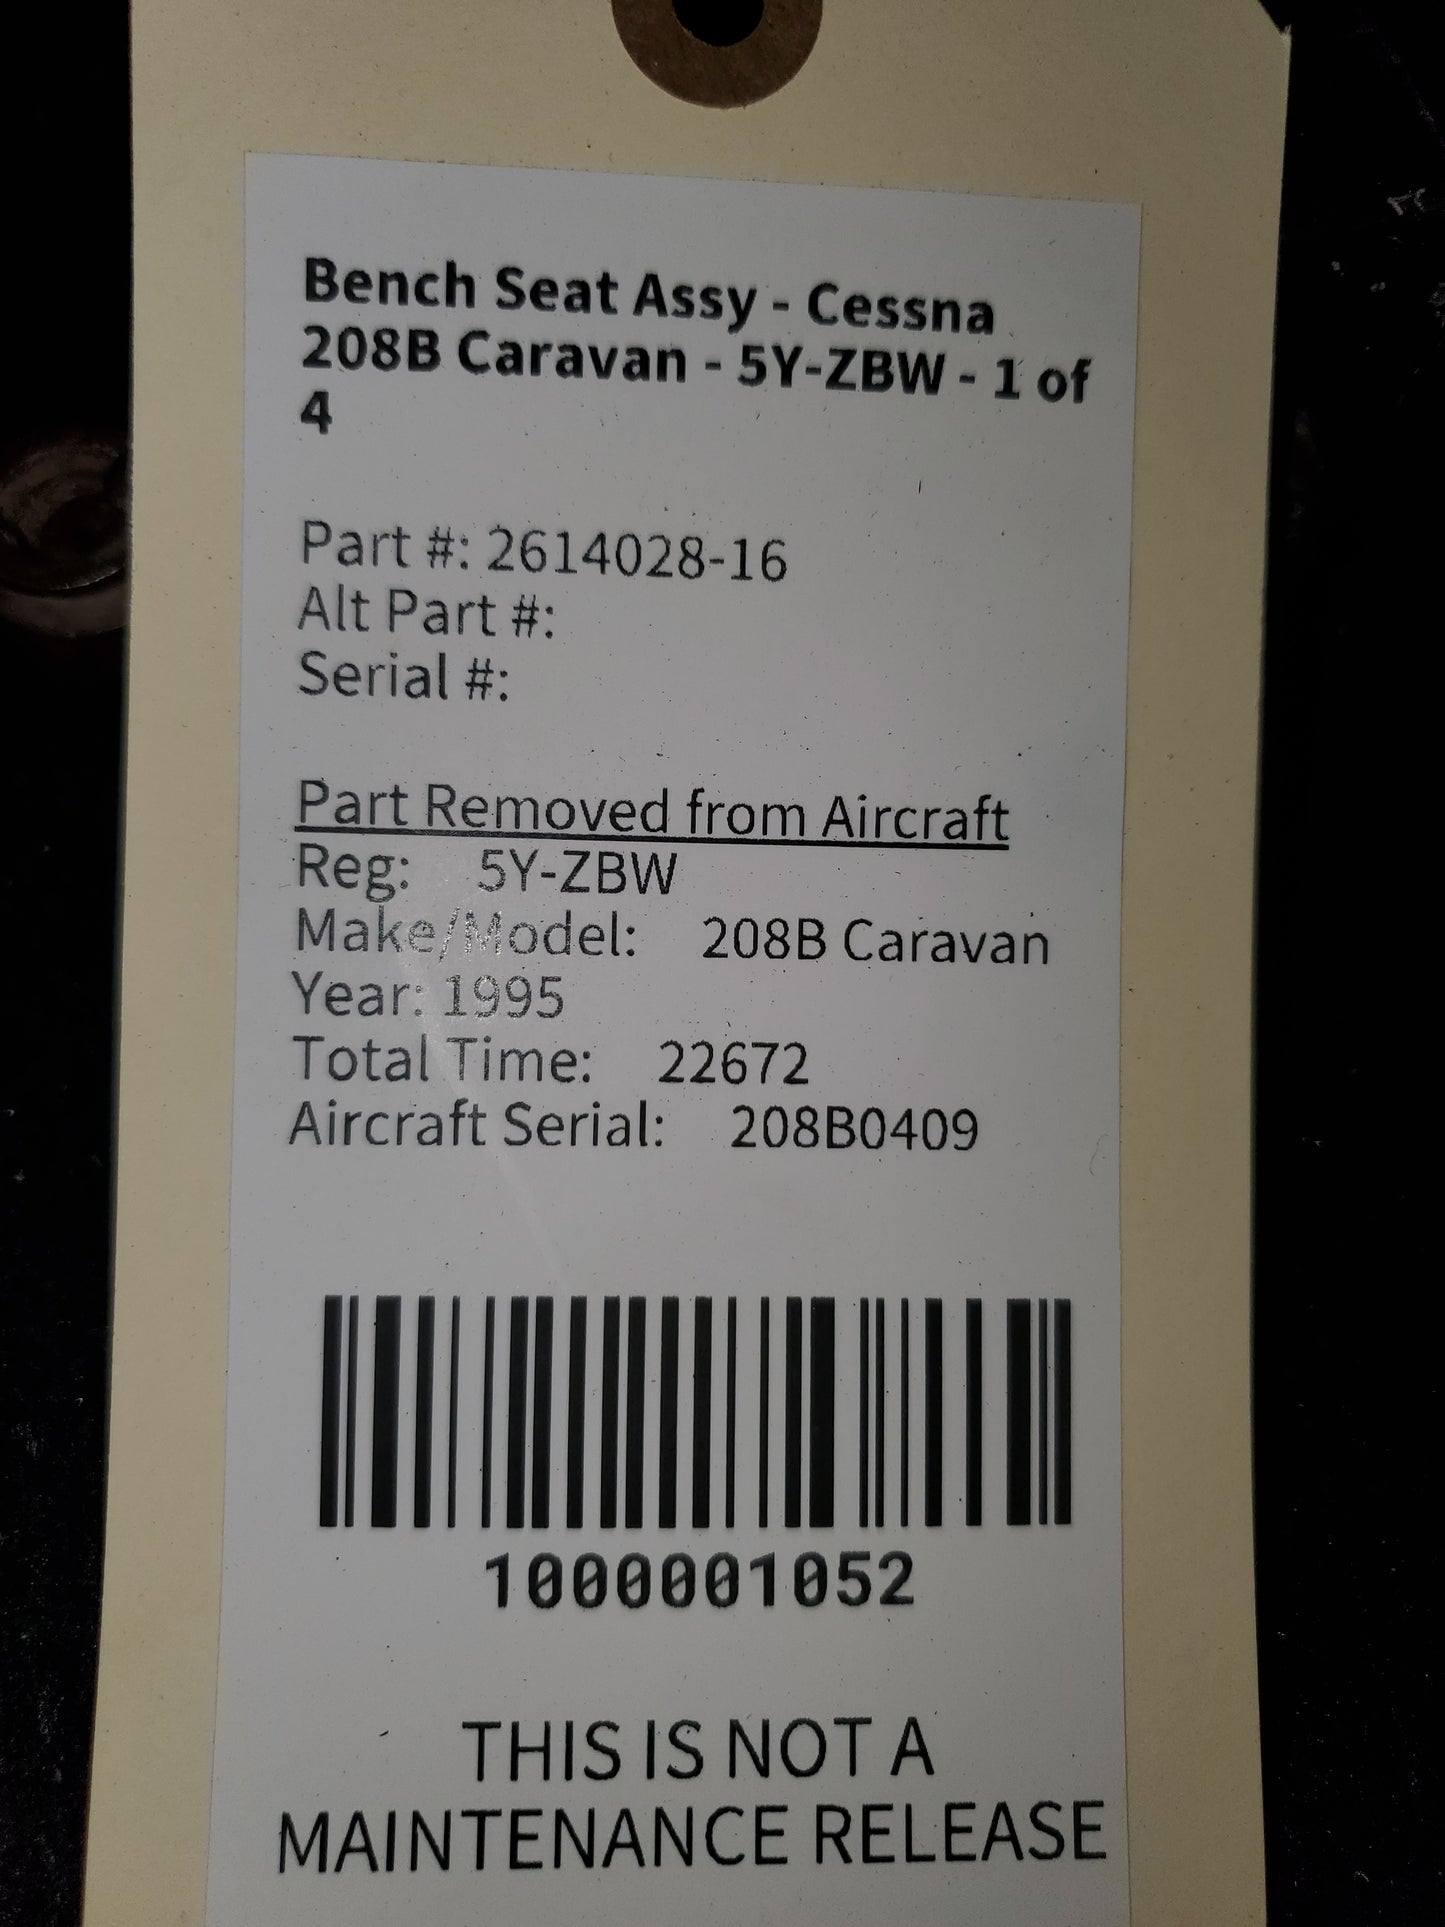 Bench Seat Assy - Cessna
208B Caravan - 5Y-ZBW - 1 of
4
Part #: 2614028-16
Alt Part #:
Serial #:
Part Removed from Aircraft
Reg: 5Y-ZBW
Make/Model: 208B Caravan
Year: 1995
Total Time: 22672
Aircraft Serial: 208B0409
1000001052
THIS IS NOT A
MAINTENANCE RELEASE